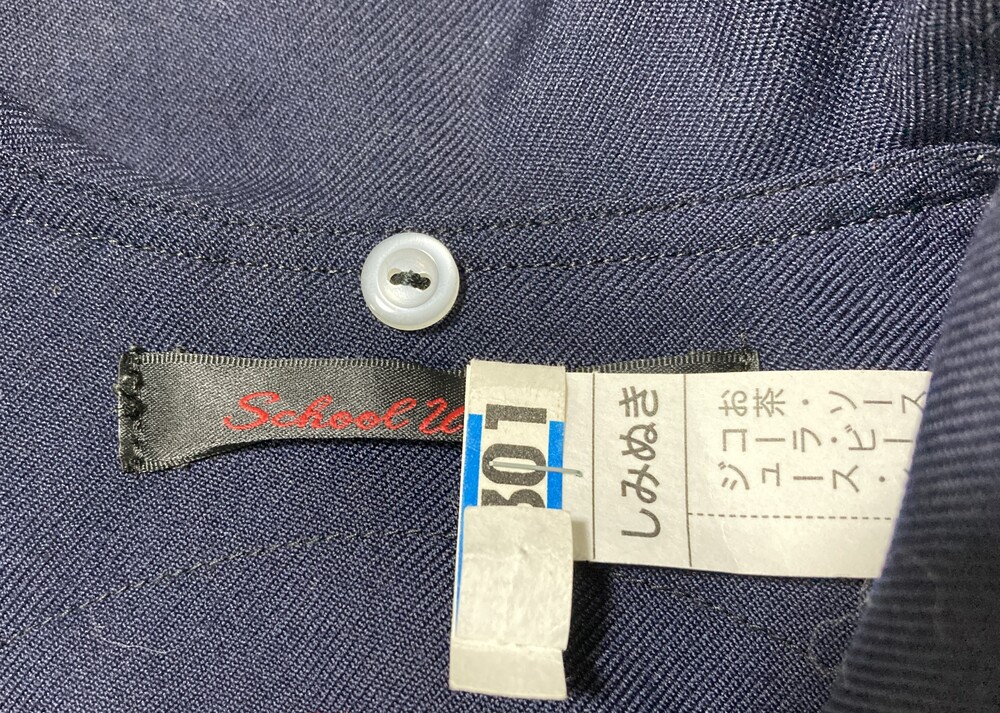 School U
301
しみぬき
お茶・ソース
コーラ・ビー
ジュース・